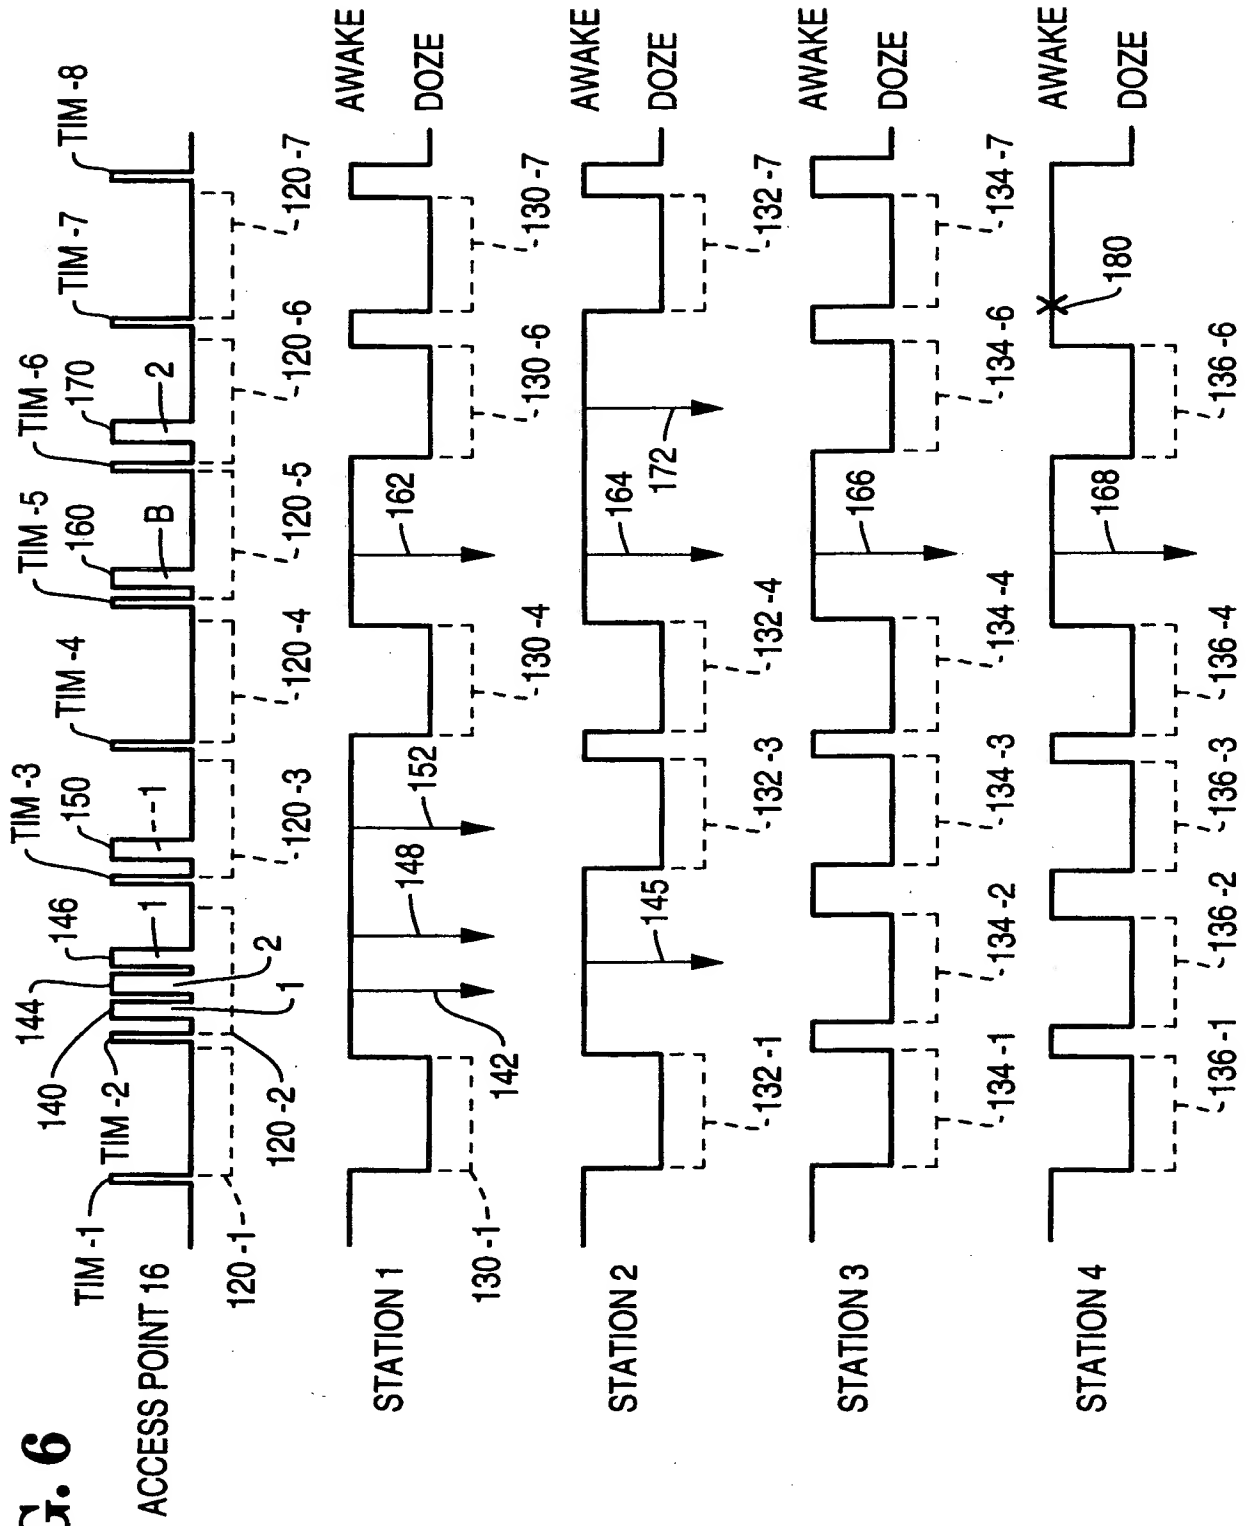 G. 6
ACCESS POINT 16
TIM -1
TIM -2
140
144
146
TIM -3
150
TIM -4
TIM -5
160
TIM -6
170
TIM -7
TIM -8
1
2
1
1
B
2
120 -1
120 -2
120 -3
120 -4
120 -5
120 -6
120 -7
STATION 1
AWAKE
DOZE
130 -1
142
148
152
130 -4
162
130 -6
130 -7
STATION 2
AWAKE
DOZE
132 -1
145
132 -3
132 -4
164
172
132 -7
STATION 3
AWAKE
DOZE
134 -1
134 -2
134 -3
134 -4
166
134 -6
134 -7
STATION 4
AWAKE
DOZE
136 -1
136 -2
136 -3
136 -4
168
136 -6
180